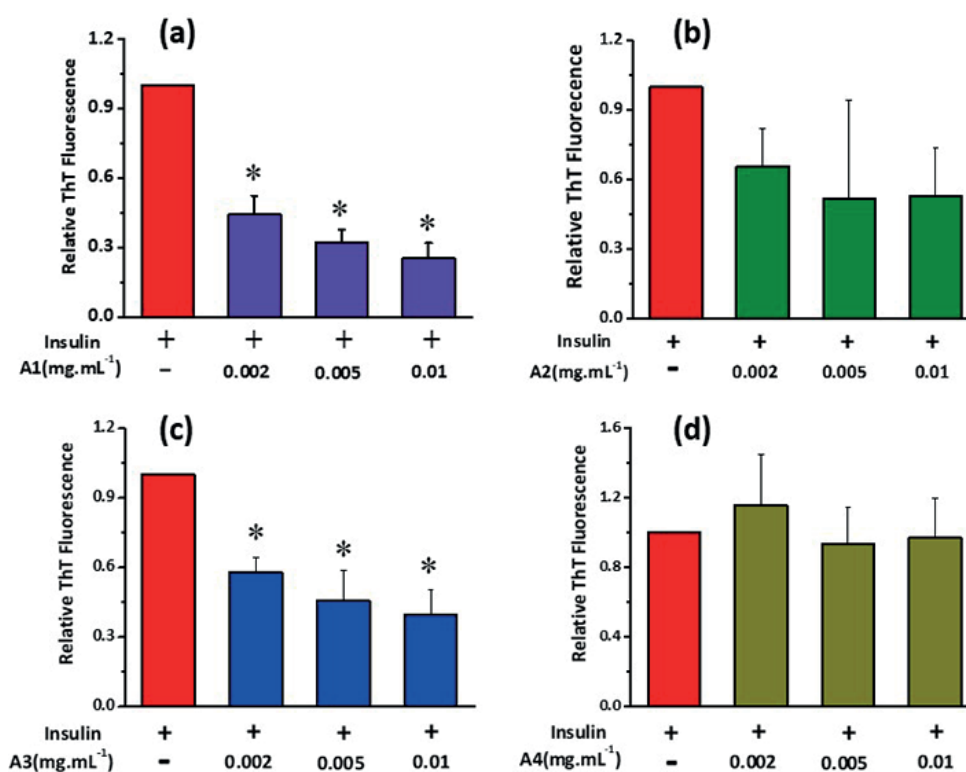 (a)
Relative ThT Fluorescence
1.2
0.9
0.6
0.3
0.0
* * *
Insulin + + + +
A1(mg.mL⁻¹) – 0.002 0.005 0.01
(b)
Relative ThT Fluorecence
1.2
0.9
0.6
0.3
0.0
Insulin + + + +
A2(mg.mL⁻¹) - 0.002 0.005 0.01
(c)
Relative ThT Fluorescence
1.2
0.9
0.6
0.3
0.0
* * *
Insulin + + + +
A3(mg.mL⁻¹) - 0.002 0.005 0.01
(d)
Relative ThT Fluorescence
1.6
1.2
0.8
0.4
0.0
Insulin + + + +
A4(mg.mL⁻¹) - 0.002 0.005 0.01